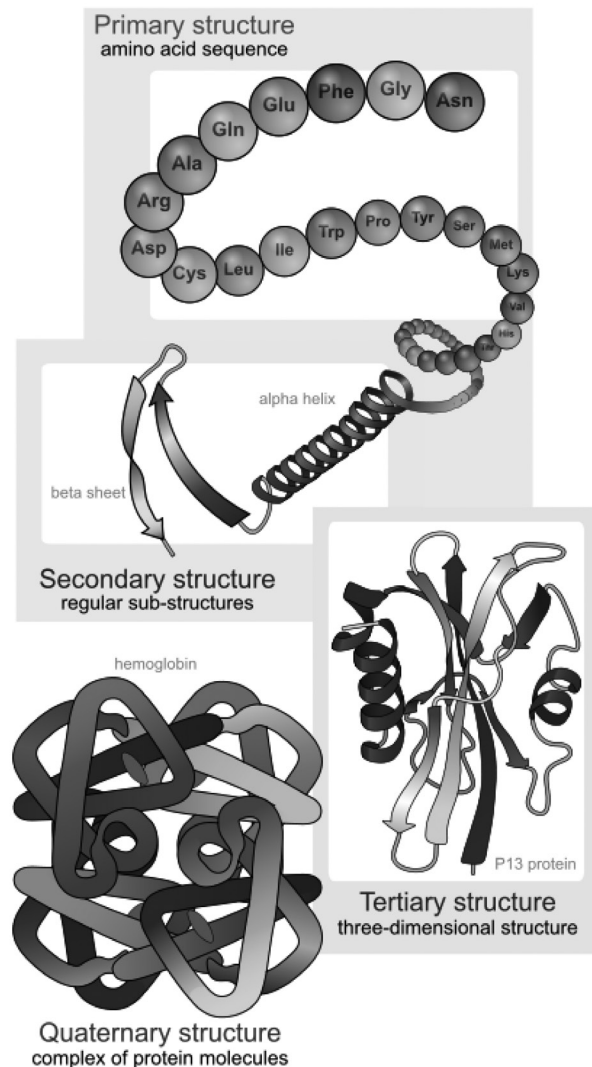 Primary structure
amino acid sequence
Asn
Gly
Phe
Glu
Gln
Ala
Arg
Asp
Cys
Leu
Ile
Trp
Pro
Tyr
Ser
Met
Lys
Val
His
alpha helix
beta sheet
Secondary structure
regular sub-structures
hemoglobin
P13 protein
Tertiary structure
three-dimensional structure
Quaternary structure
complex of protein molecules